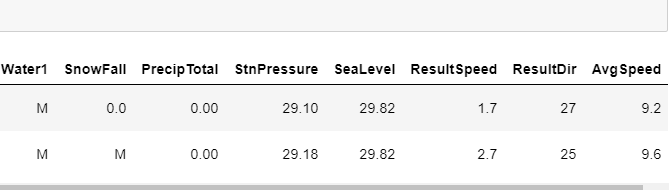 Water1 SnowFall PrecipTotal StnPressure SeaLevel ResultSpeed ResultDir AvgSpeed
M 0.0 0.00 29.10 29.82 1.7 27 9.2
M M 0.00 29.18 29.82 2.7 25 9.6